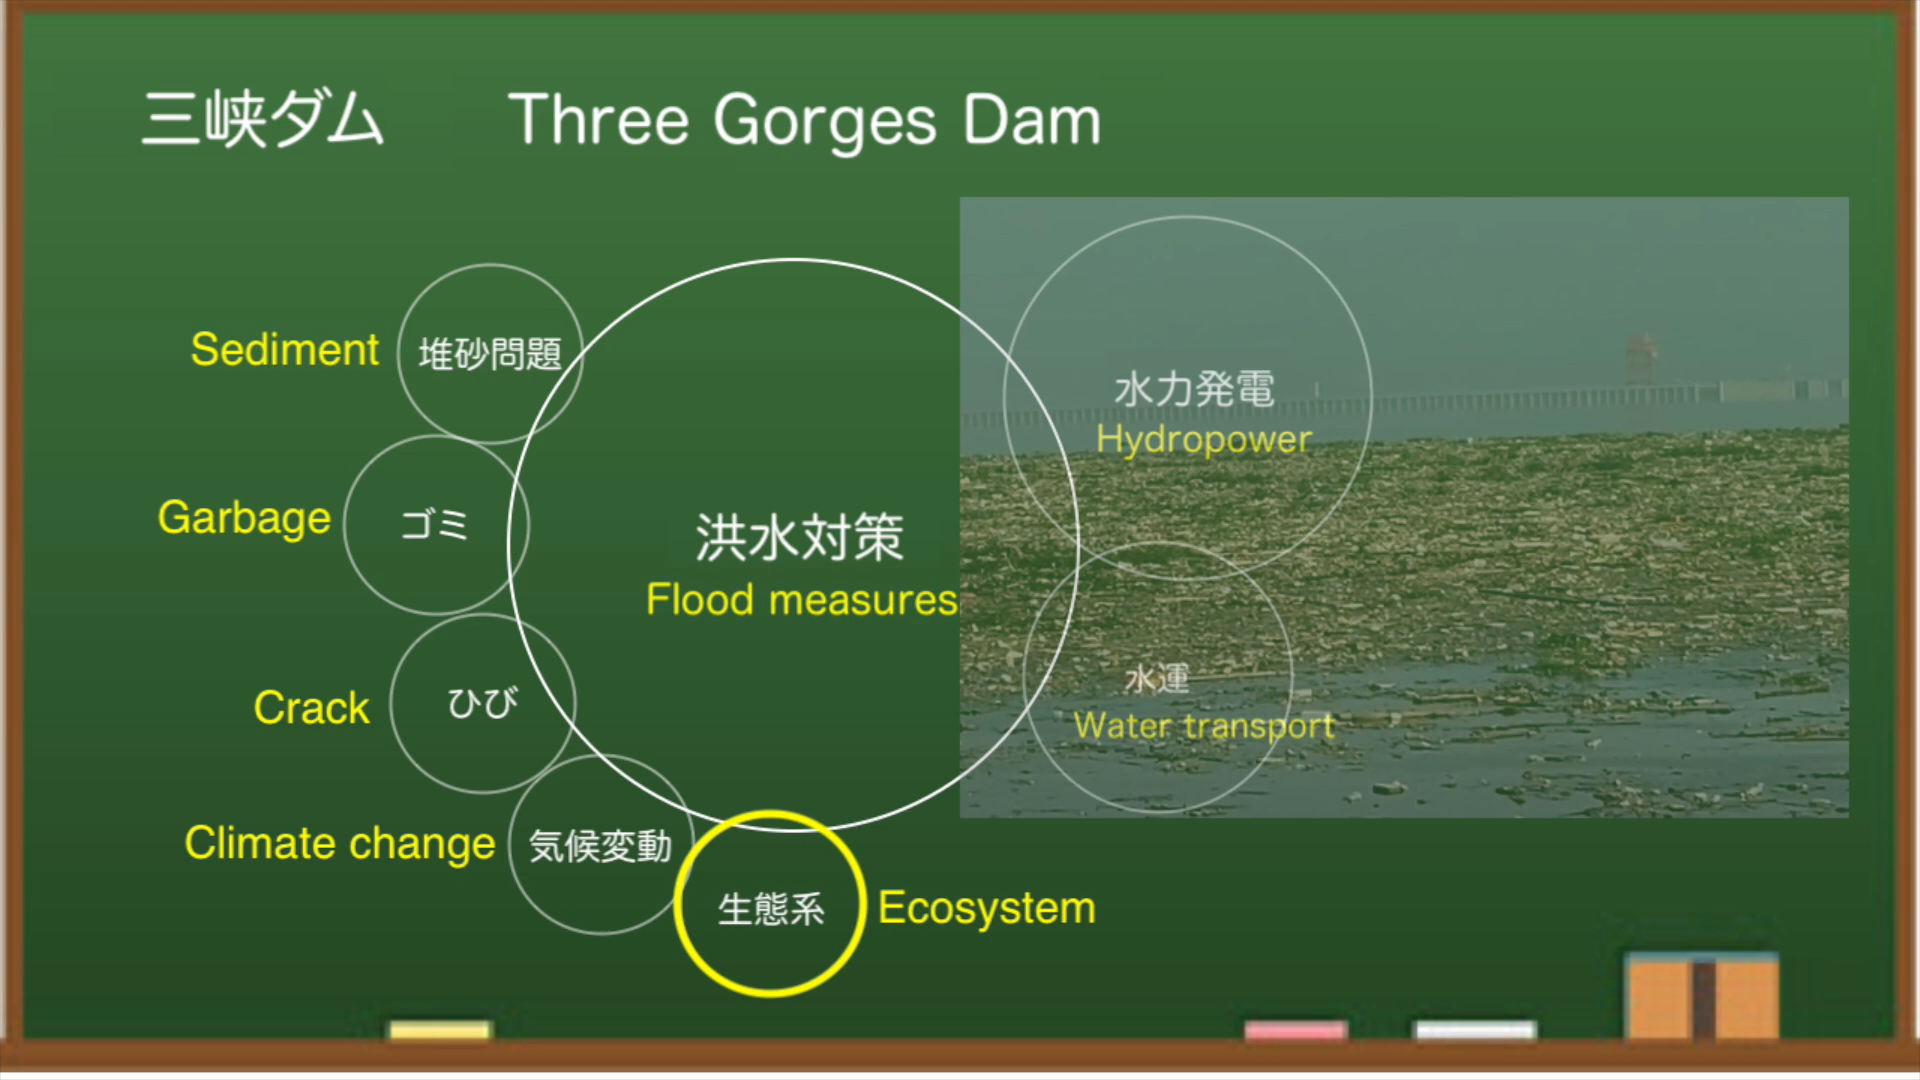 三峡ダム Three Gorges Dam
Sediment 堆砂問題
水力発電
Hydropower
Garbage ゴミ
洪水対策
Flood measures
Crack ひび
水運
Water transport
Climate change 気候変動
生態系 Ecosystem